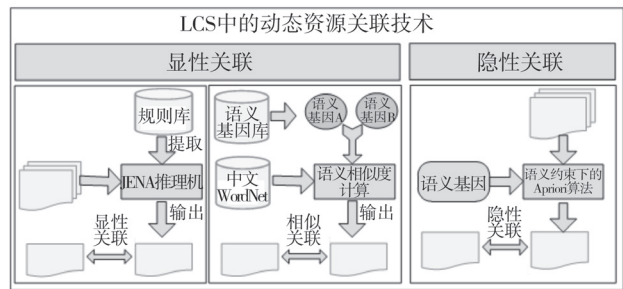 LCS中的动态资源关联技术
显性关联
隐性关联
规则库
提取
JENA推理机
输出
显性
关联
语义
基因库
语义
基因A
语义
基因B
中文
WordNet
语义相似度
计算
输出
相似
关联
语义基因
语义约束下的
Apriori算法
隐性
关联